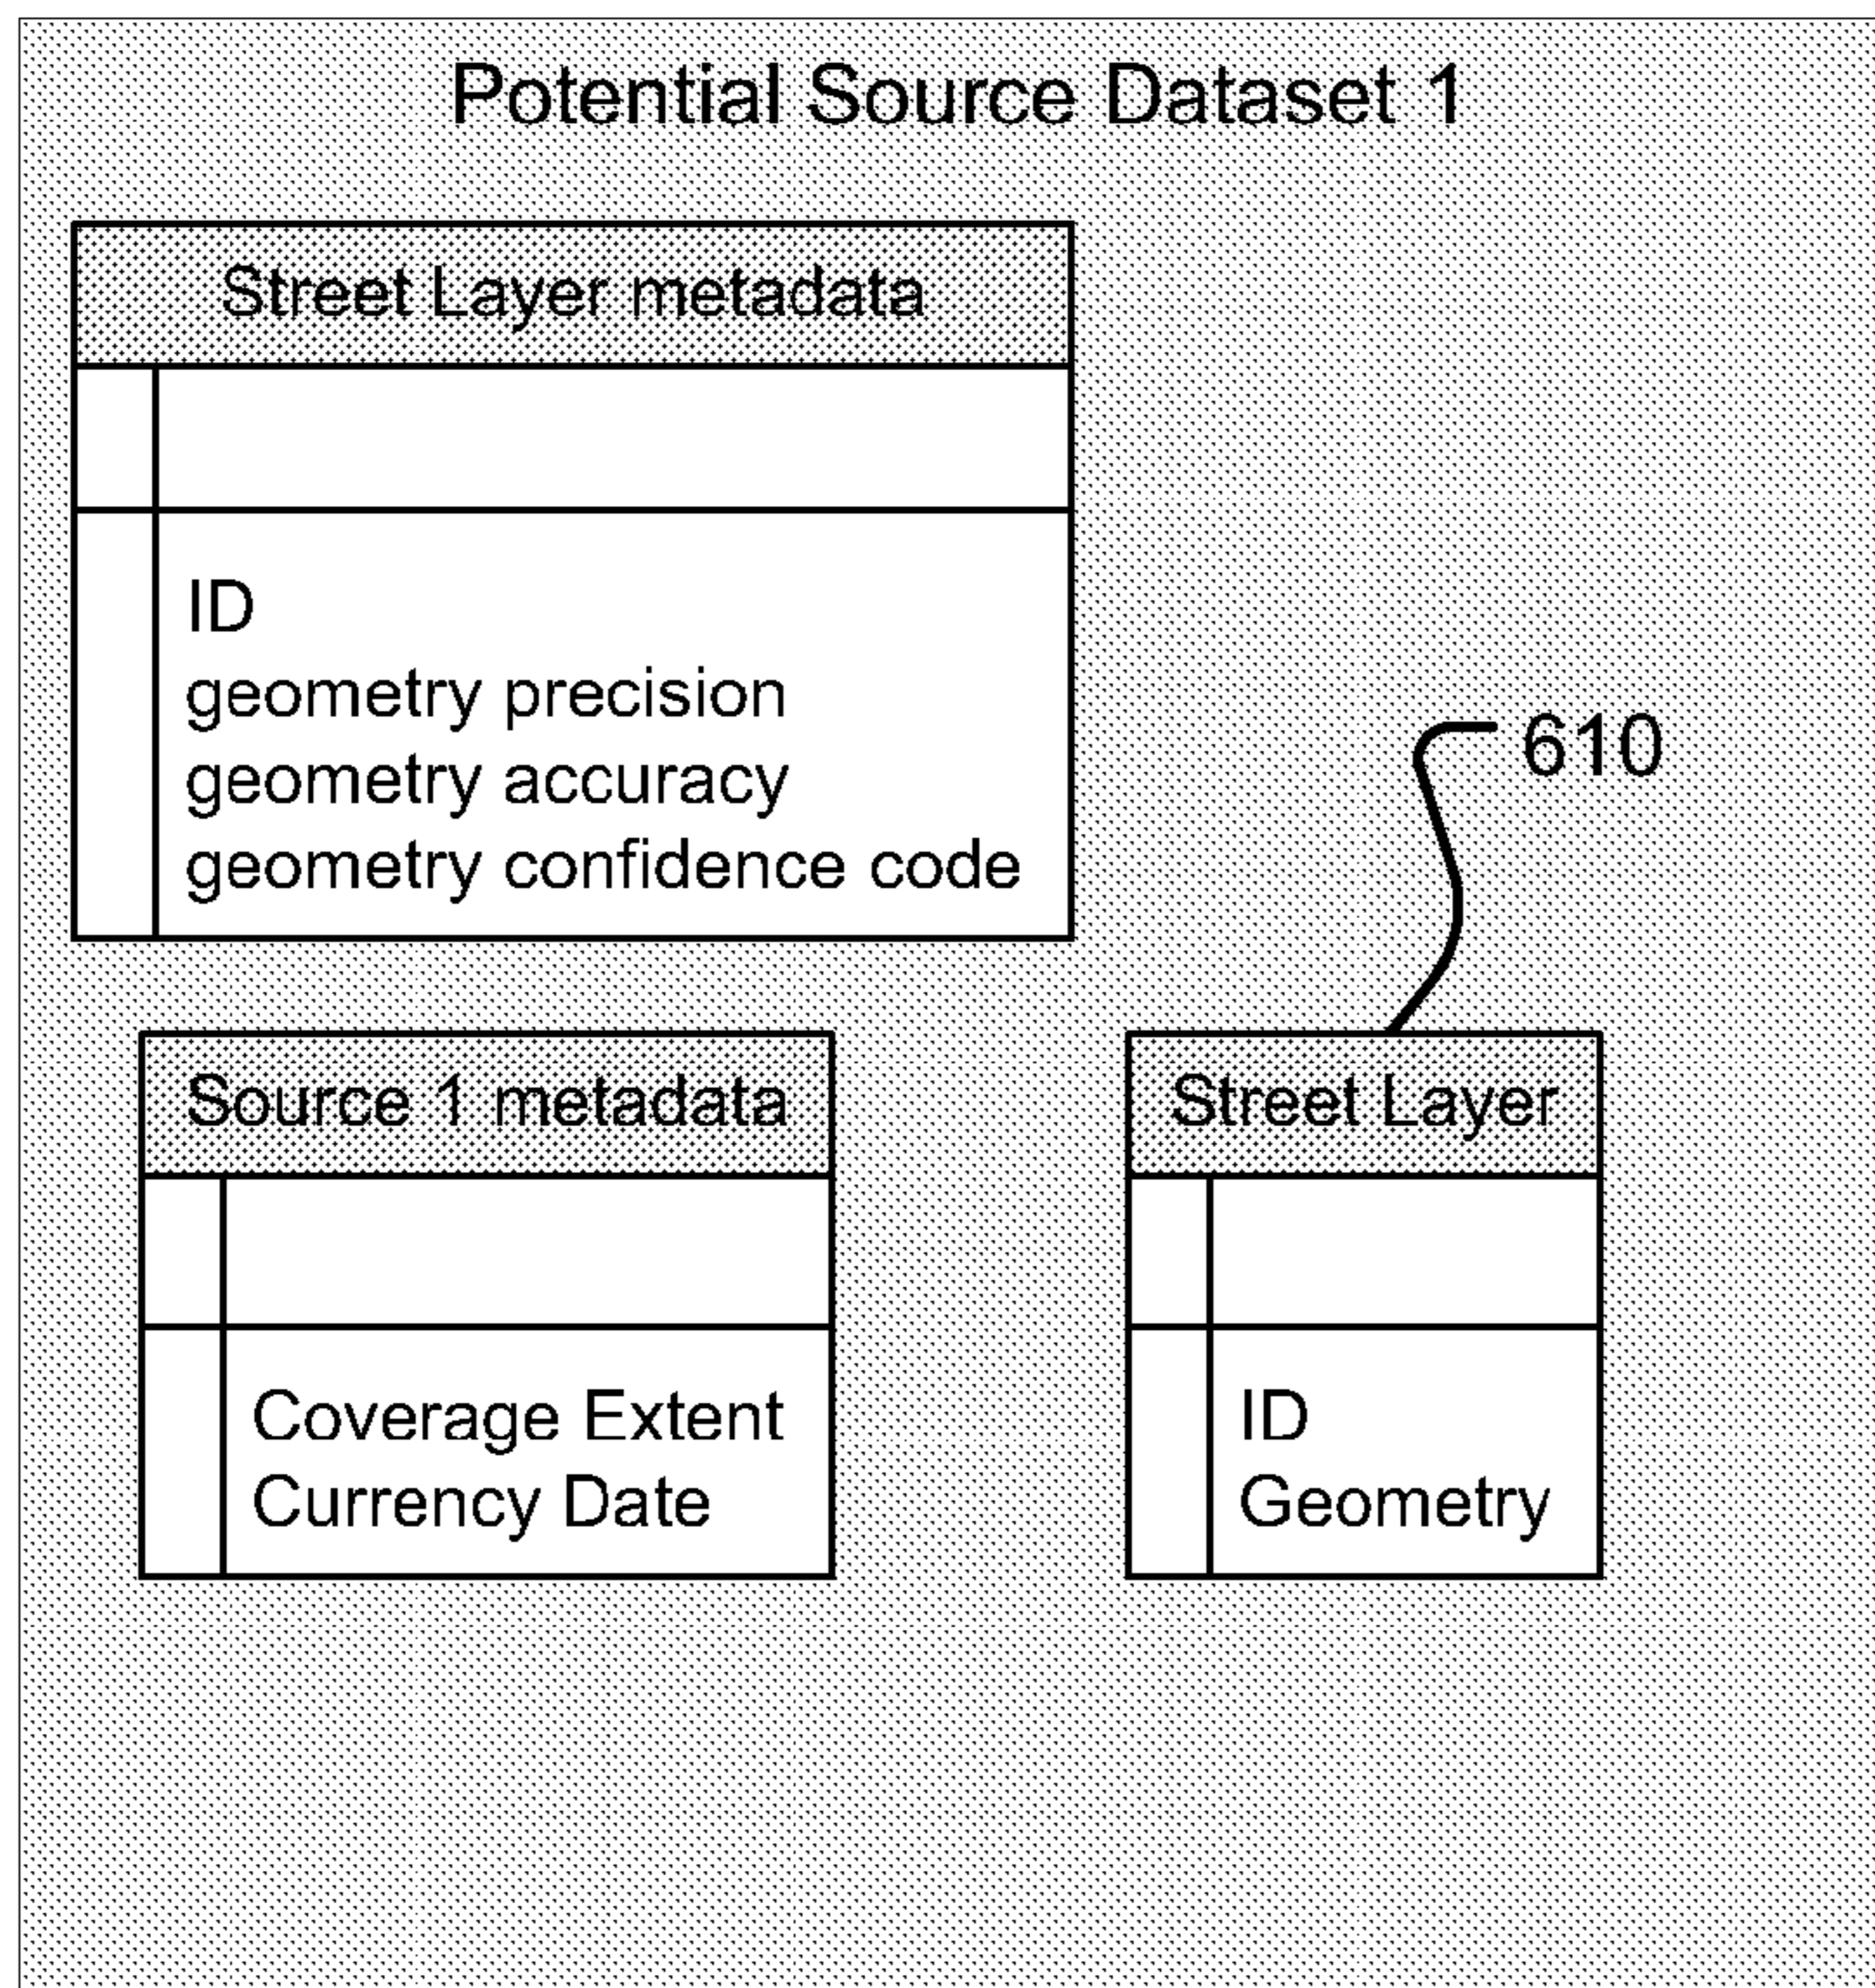 Potential Source Dataset 1
Street Layer metadata
ID
geometry precision
geometry accuracy
geometry confidence code
610
Source 1 metadata
Coverage Extent
Currency Date
Street Layer
ID
Geometry